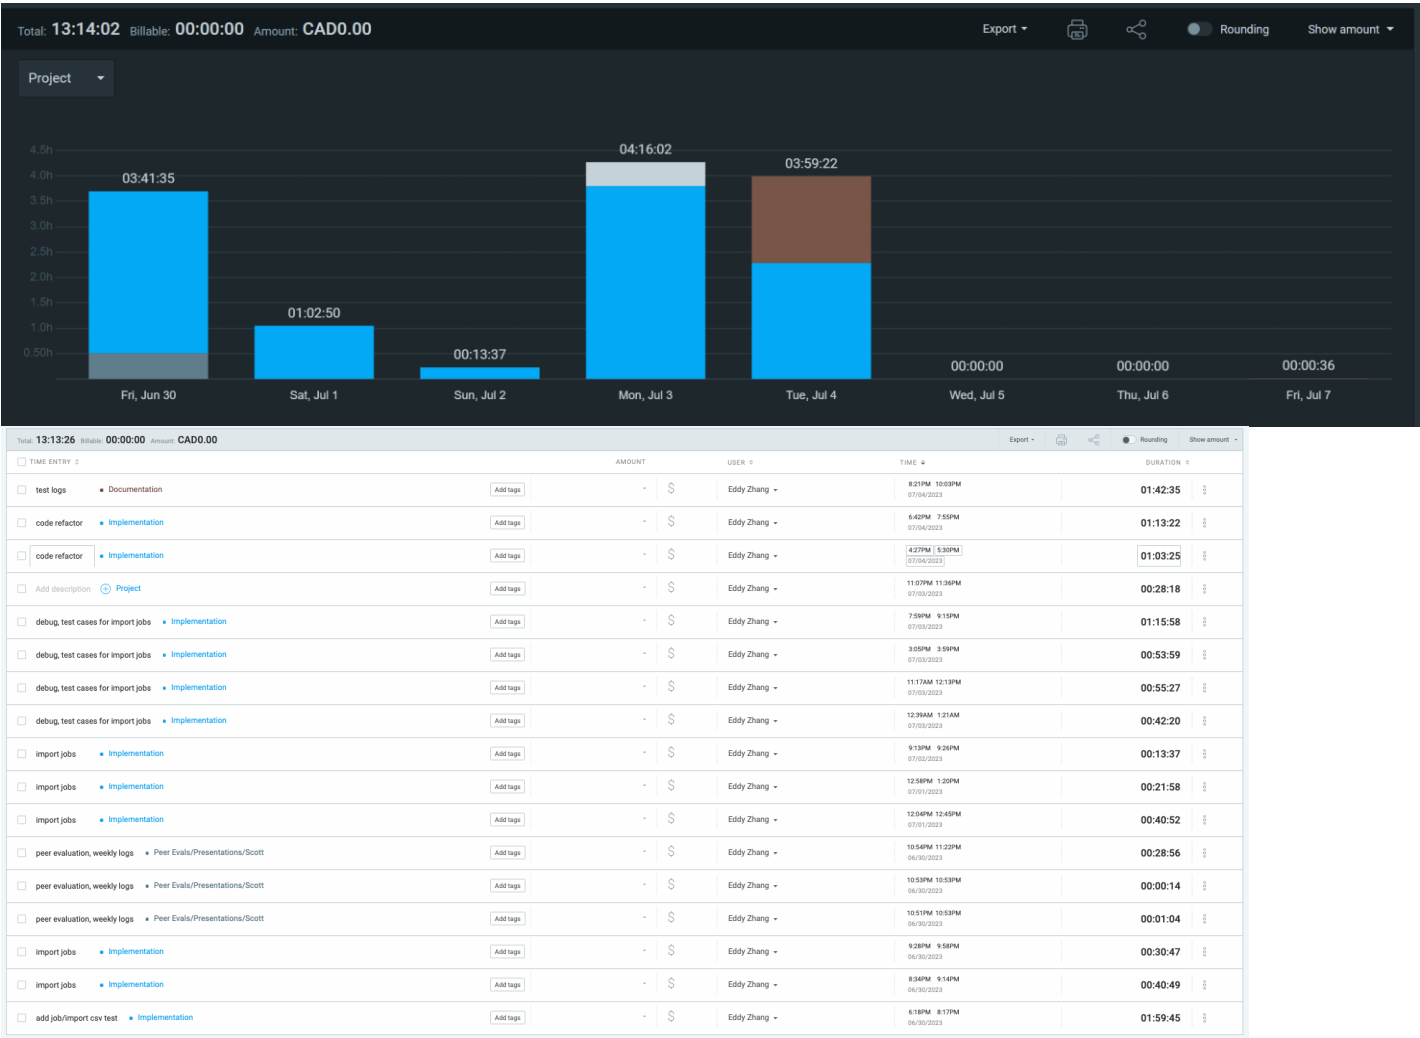 Total: 13:14:02 Billable: 00:00:00 Amount: CAD0.00 Export Rounding Show amount
Project
4.5h
4.0h
3.5h
3.0h
2.5h
2.0h
1.5h
1.0h
0.50h
03:41:35 01:02:50 00:13:37 04:16:02 03:59:22 00:00:00 00:00:00 00:00:36
Fri, Jun 30 Sat, Jul 1 Sun, Jul 2 Mon, Jul 3 Tue, Jul 4 Wed, Jul 5 Thu, Jul 6 Fri, Jul 7
Total: 13:13:26 Billable: 00:00:00 Amount: CAD0.00 Export Rounding Show amount
TIME ENTRY AMOUNT USER TIME DURATION
test logs • Documentation Add tags - $ Eddy Zhang 8:21PM 10:03PM 01:42:35
07/04/2023
code refactor • Implementation Add tags - $ Eddy Zhang 6:42PM 7:55PM 01:13:22
07/04/2023
code refactor • Implementation Add tags - $ Eddy Zhang 4:27PM 5:30PM 01:03:25
07/04/2023
Add description Project Add tags - $ Eddy Zhang 11:07PM 11:36PM 00:28:18
07/03/2023
debug, test cases for import jobs • Implementation Add tags - $ Eddy Zhang 7:59PM 9:15PM 01:15:58
07/03/2023
debug, test cases for import jobs • Implementation Add tags - $ Eddy Zhang 3:05PM 3:59PM 00:53:59
07/03/2023
debug, test cases for import jobs • Implementation Add tags - $ Eddy Zhang 11:17AM 12:13PM 00:55:27
07/03/2023
debug, test cases for import jobs • Implementation Add tags - $ Eddy Zhang 12:39AM 1:21AM 00:42:20
07/03/2023
import jobs • Implementation Add tags - $ Eddy Zhang 9:13PM 9:26PM 00:13:37
07/02/2023
import jobs • Implementation Add tags - $ Eddy Zhang 12:58PM 1:20PM 00:21:58
07/01/2023
import jobs • Implementation Add tags - $ Eddy Zhang 12:04PM 12:45PM 00:40:52
07/01/2023
peer evaluation, weekly logs • Peer Evals/Presentations/Scott Add tags - $ Eddy Zhang 10:54PM 11:22PM 00:28:56
06/30/2023
peer evaluation, weekly logs • Peer Evals/Presentations/Scott Add tags - $ Eddy Zhang 10:53PM 10:53PM 00:00:14
06/30/2023
peer evaluation, weekly logs • Peer Evals/Presentations/Scott Add tags - $ Eddy Zhang 10:51PM 10:53PM 00:01:04
06/30/2023
import jobs • Implementation Add tags - $ Eddy Zhang 9:28PM 9:58PM 00:30:47
06/30/2023
import jobs • Implementation Add tags - $ Eddy Zhang 8:34PM 9:14PM 00:40:49
06/30/2023
add job/import csv test • Implementation Add tags - $ Eddy Zhang 6:18PM 8:17PM 01:59:45
06/30/2023